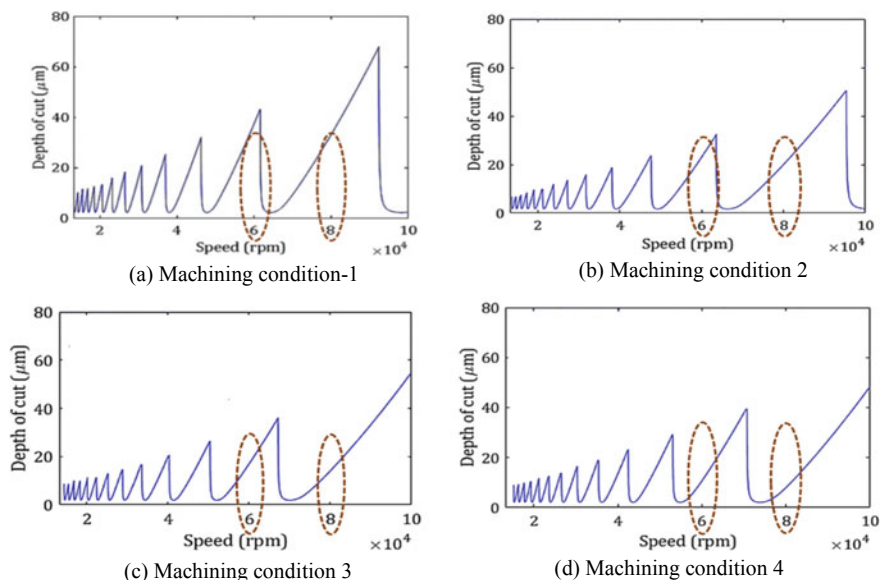 80
60
40
20
0
Depth of cut (μm)
2 4 6 8 10
Speed (rpm) ×10⁴
(a) Machining condition-1
80
60
40
20
0
Depth of cut (μm)
2 4 6 8 10
Speed (rpm) ×10⁴
(b) Machining condition 2
80
60
40
20
0
Depth of cut (μm)
2 4 6 8 10
Speed (rpm) ×10⁴
(c) Machining condition 3
80
60
40
20
0
Depth of cut (μm)
2 4 6 8 10
Speed (rpm) ×10⁴
(d) Machining condition 4